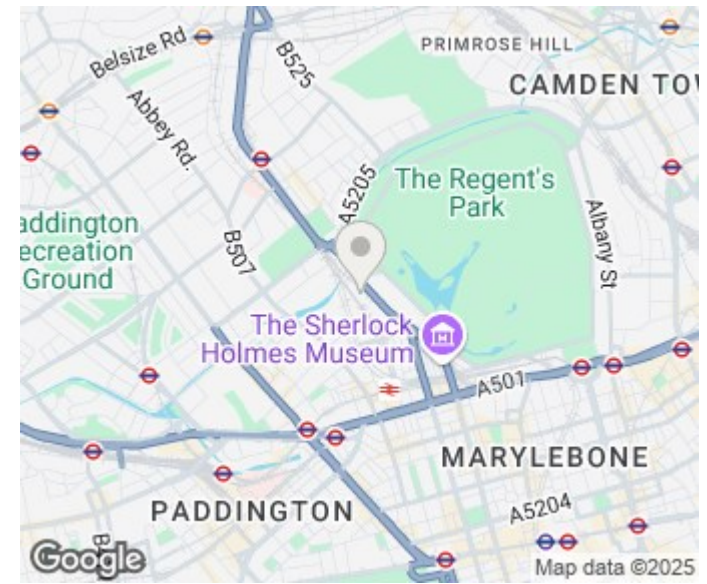 Belsize Rd
B525
PRIMROSE HILL
CAMDEN TOW
Abbey Rd.
A5205
The Regent's
Park
addington
ecreation
Ground
B507
Albany St
The Sherlock
Holmes Museum
A501
MARYLEBONE
PADDINGTON
A5204
B4
Google
Map data ©2025